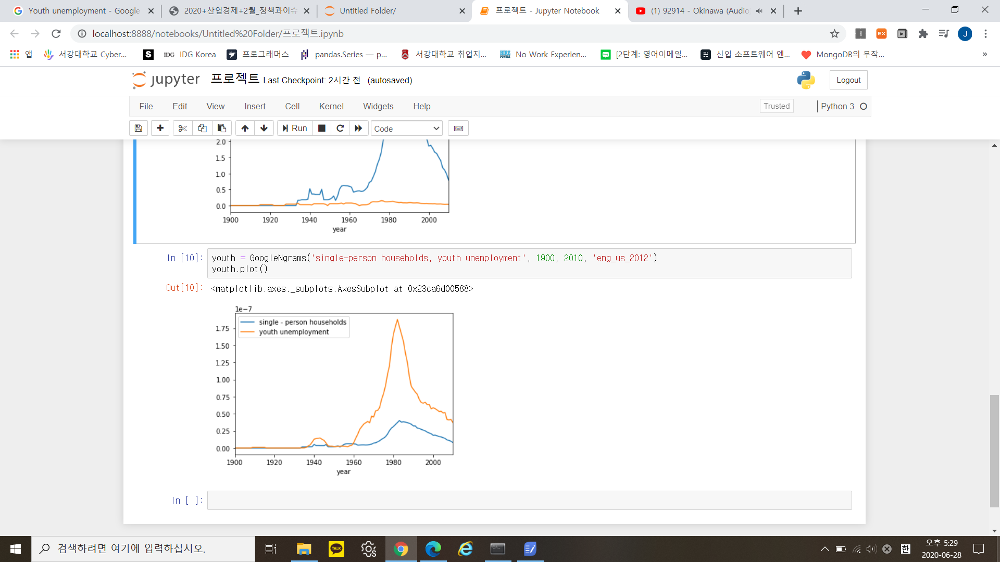 Youth unemployment - Google
2020+산업경제+2월_정책과이슈
Untitled Folder/
프로젝트 - Jupyter Notebook
(1) 92914 - Okinawa (Audio
localhost:8888/notebooks/Untitled%20Folder/프로젝트.ipynb
J
앱
서강대학교 Cyber...
S
IDG IDG Korea
프로그래머스
pandas.Series — p...
서강대학교 취업지...
No Work Experien...
[2단계: 영어이메일...
신입 소프트웨어 엔...
MongoDB의 무작...
»
jupyter 프로젝트 Last Checkpoint: 2시간 전 (autosaved)
Logout
File Edit View Insert Cell Kernel Widgets Help
Trusted
Python 3
Run
Code
2.0
1.5
1.0
0.5
0.0
1900 1920 1940 1960 1980 2000
year
In [10]:
youth = GoogleNgrams('single-person households, youth unemployment', 1900, 2010, 'eng_us_2012')
youth.plot()
Out[10]:
<matplotlib.axes._subplots.AxesSubplot at 0x23ca6d00588>
1e-7
single - person households
youth unemployment
1.75
1.50
1.25
1.00
0.75
0.50
0.25
0.00
1900 1920 1940 1960 1980 2000
year
In [ ]:
검색하려면 여기에 입력하십시오.
TALK
한
오후 5:29
2020-06-28